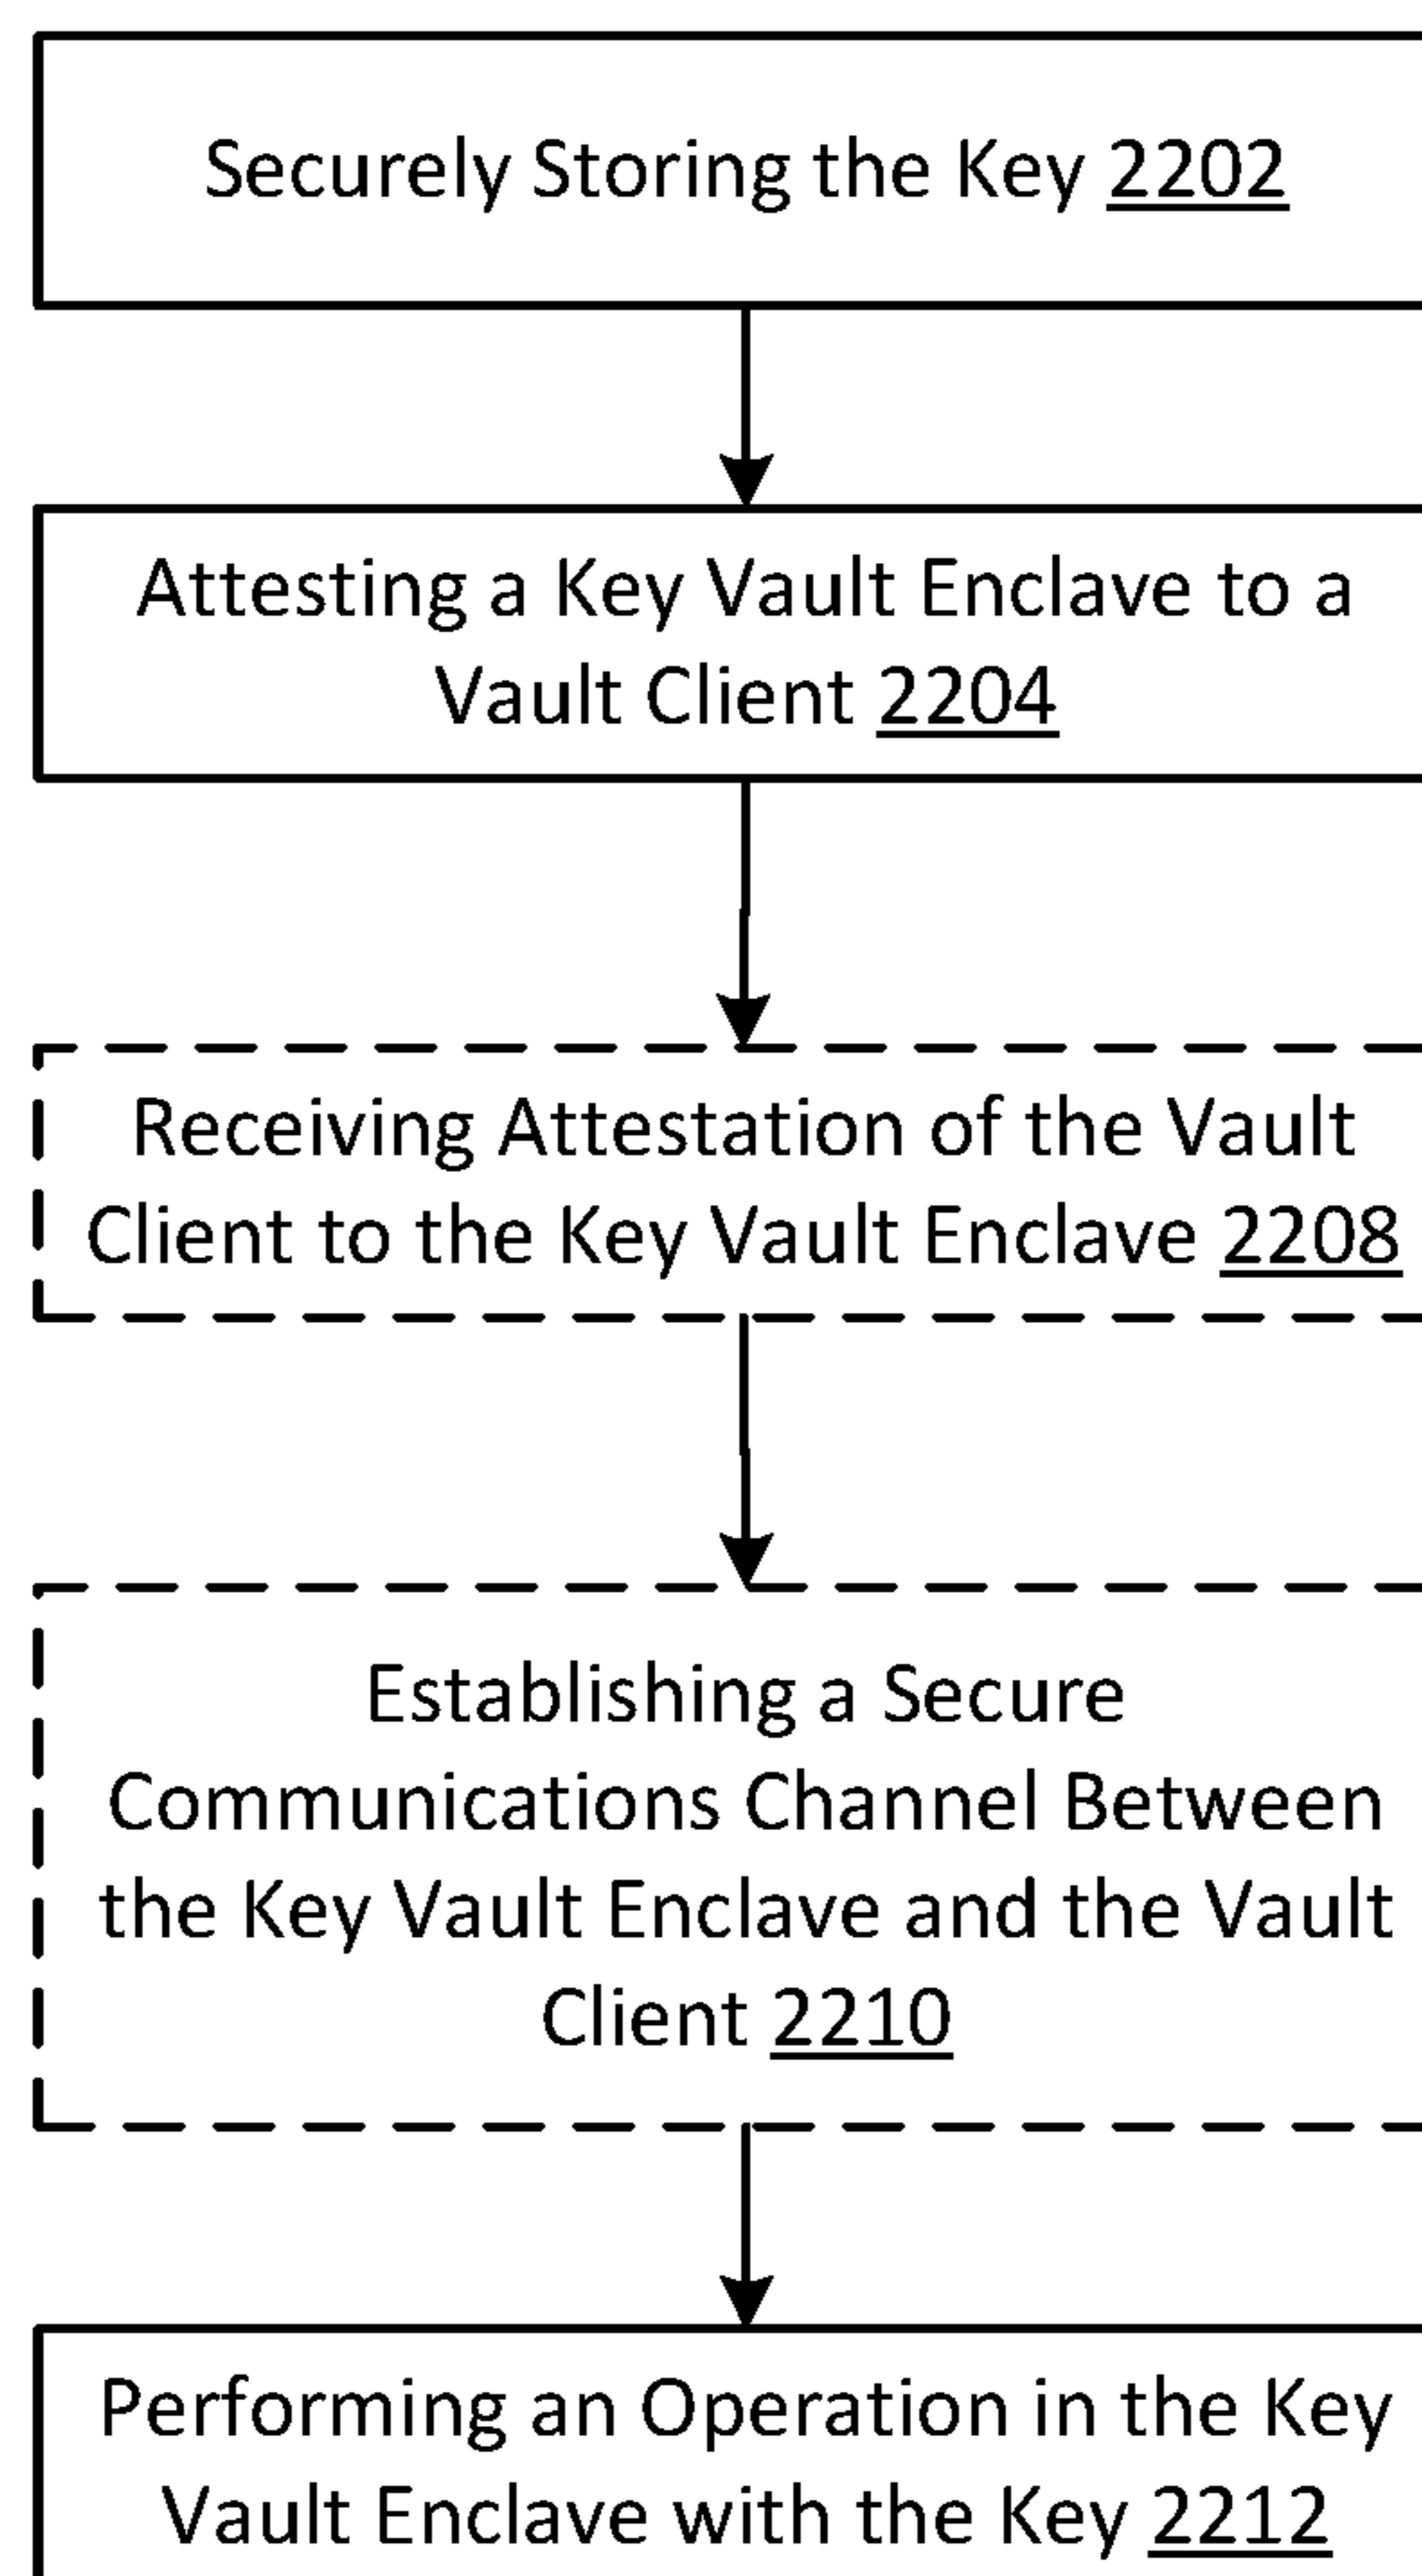 Securely Storing the Key 2202
Attesting a Key Vault Enclave to a
Vault Client 2204
Receiving Attestation of the Vault
Client to the Key Vault Enclave 2208
Establishing a Secure
Communications Channel Between
the Key Vault Enclave and the Vault
Client 2210
Performing an Operation in the Key
Vault Enclave with the Key 2212